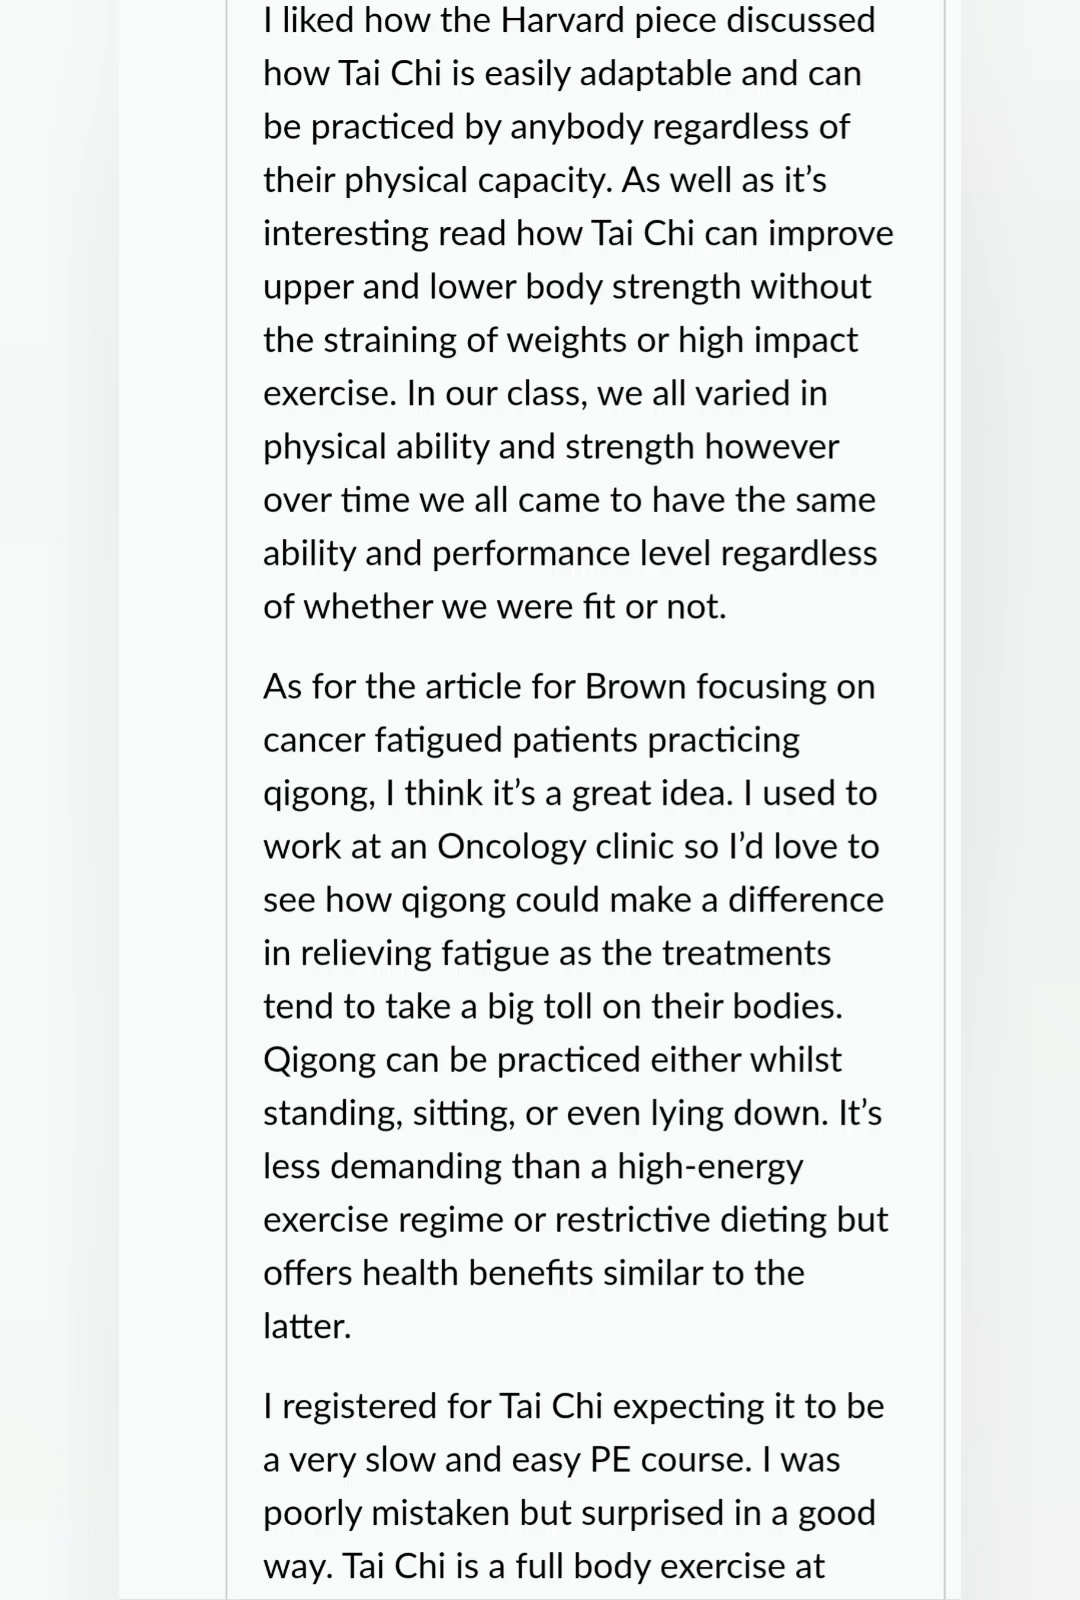 I liked how the Harvard piece discussed
how Tai Chi is easily adaptable and can
be practiced by anybody regardless of
their physical capacity. As well as it’s
interesting read how Tai Chi can improve
upper and lower body strength without
the straining of weights or high impact
exercise. In our class, we all varied in
physical ability and strength however
over time we all came to have the same
ability and performance level regardless
of whether we were fit or not.
As for the article for Brown focusing on
cancer fatigued patients practicing
qigong, I think it’s a great idea. I used to
work at an Oncology clinic so I’d love to
see how qigong could make a difference
in relieving fatigue as the treatments
tend to take a big toll on their bodies.
Qigong can be practiced either whilst
standing, sitting, or even lying down. It’s
less demanding than a high-energy
exercise regime or restrictive dieting but
offers health benefits similar to the
latter.
I registered for Tai Chi expecting it to be
a very slow and easy PE course. I was
poorly mistaken but surprised in a good
way. Tai Chi is a full body exercise at